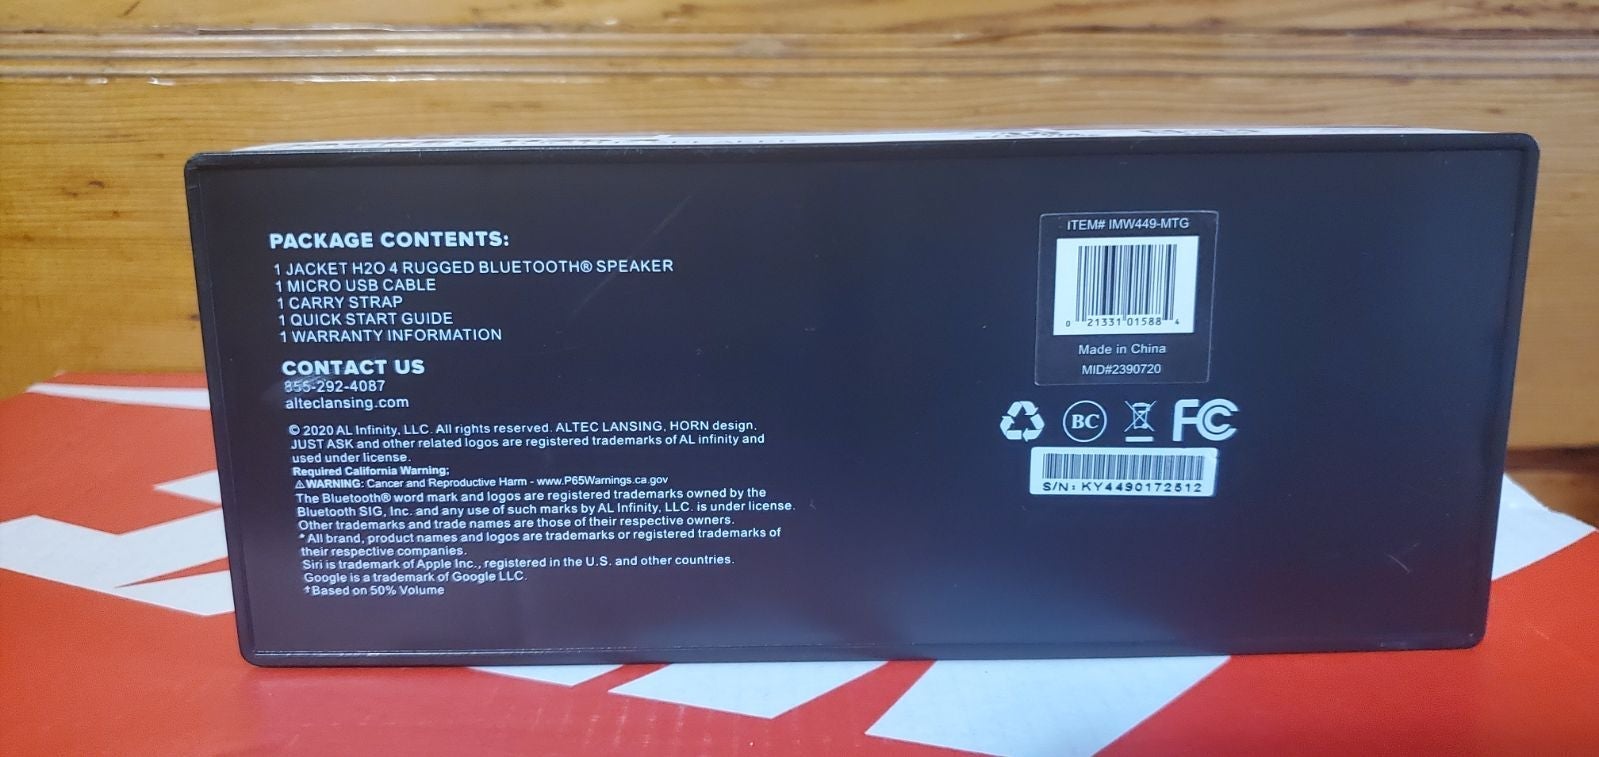 PACKAGE CONTENTS:
1 JACKET H2O 4 RUGGED BLUETOOTH® SPEAKER
1 MICRO USB CABLE
1 CARRY STRAP
1 QUICK START GUIDE
1 WARRANTY INFORMATION
CONTACT US
855-292-4087
alteclansing.com
© 2020 AL Infinity, LLC. All rights reserved. ALTEC LANSING, HORN design.
JUST ASK and other related logos are registered trademarks of AL infinity and
used under license.
Required California Warning:
⚠WARNING: Cancer and Reproductive Harm - www.P65Warnings.ca.gov
The Bluetooth® word mark and logos are registered trademarks owned by the
Bluetooth SIG, Inc. and any use of such marks by AL Infinity, LLC. is under license.
Other trademarks and trade names are those of their respective owners.
* All brand, product names and logos are trademarks or registered trademarks of
their respective companies.
Siri is trademark of Apple Inc., registered in the U.S. and other countries.
Google is a trademark of Google LLC.
†Based on 50% Volume
ITEM# IMW449-MTG
0 21331 01588 4
Made in China
MID#2390720
BC FC
S/N: KY4490172512